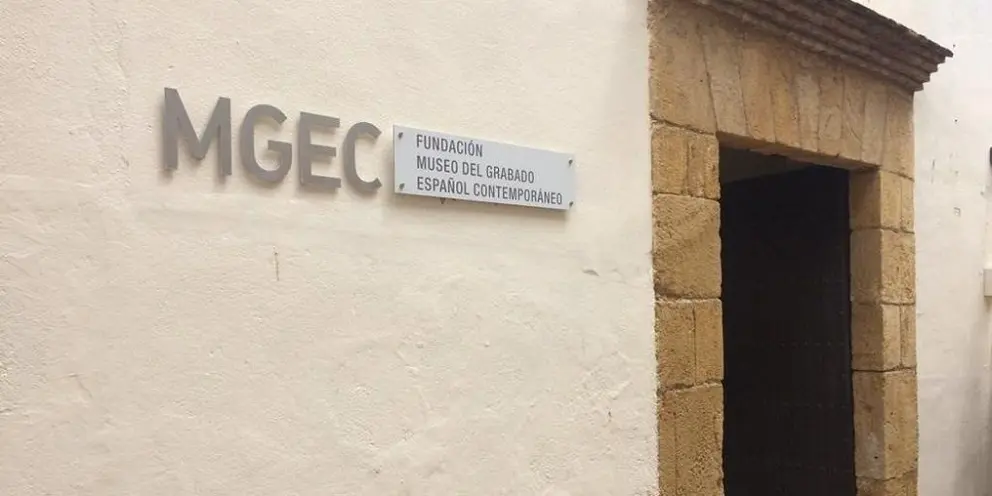 MGEC
FUNDACIÓN
MUSEO DEL GRABADO
ESPAÑOL CONTEMPORÁNEO